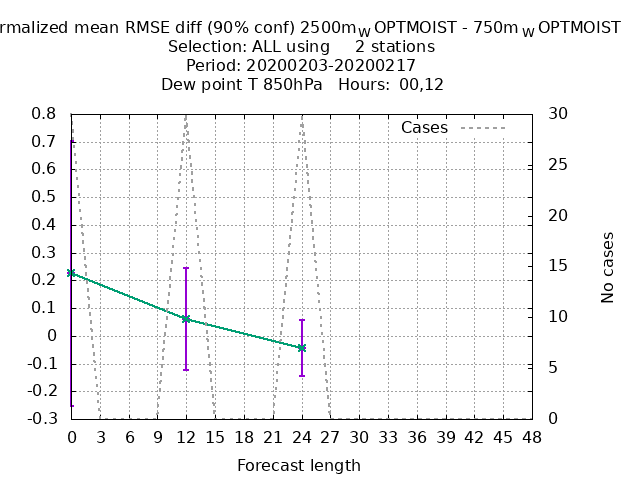 rmalized mean RMSE diff (90% conf) 2500m_W OPTMOIST - 750m_W OPTMOIST
Selection: ALL using 2 stations
Period: 20200203-20200217
Dew point T 850hPa Hours: 00,12
Cases
0.8
0.7
0.6
0.5
0.4
0.3
0.2
0.1
0
-0.1
-0.2
-0.3
30
25
20
15
10
5
0
No cases
0 3 6 9 12 15 18 21 24 27 30 33 36 39 42 45 48
Forecast length